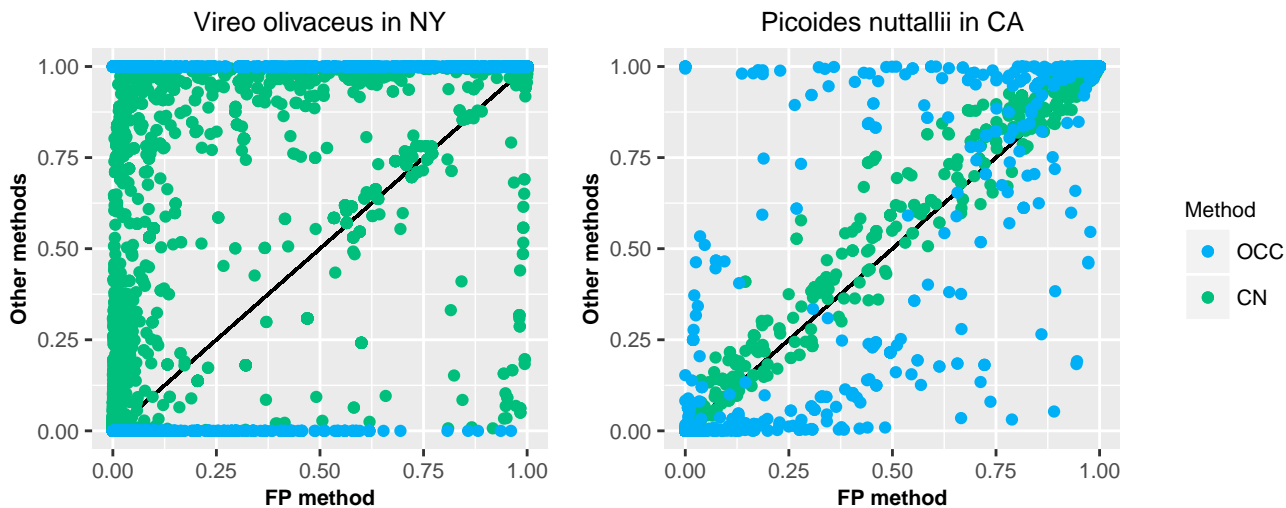 Vireo olivaceus in NY
Picoides nuttallii in CA
1.00
0.75
0.50
0.25
0.00
Other methods
0.00 0.25 0.50 0.75 1.00
FP method
1.00
0.75
0.50
0.25
0.00
Other methods
0.00 0.25 0.50 0.75 1.00
FP method
Method
OCC
CN